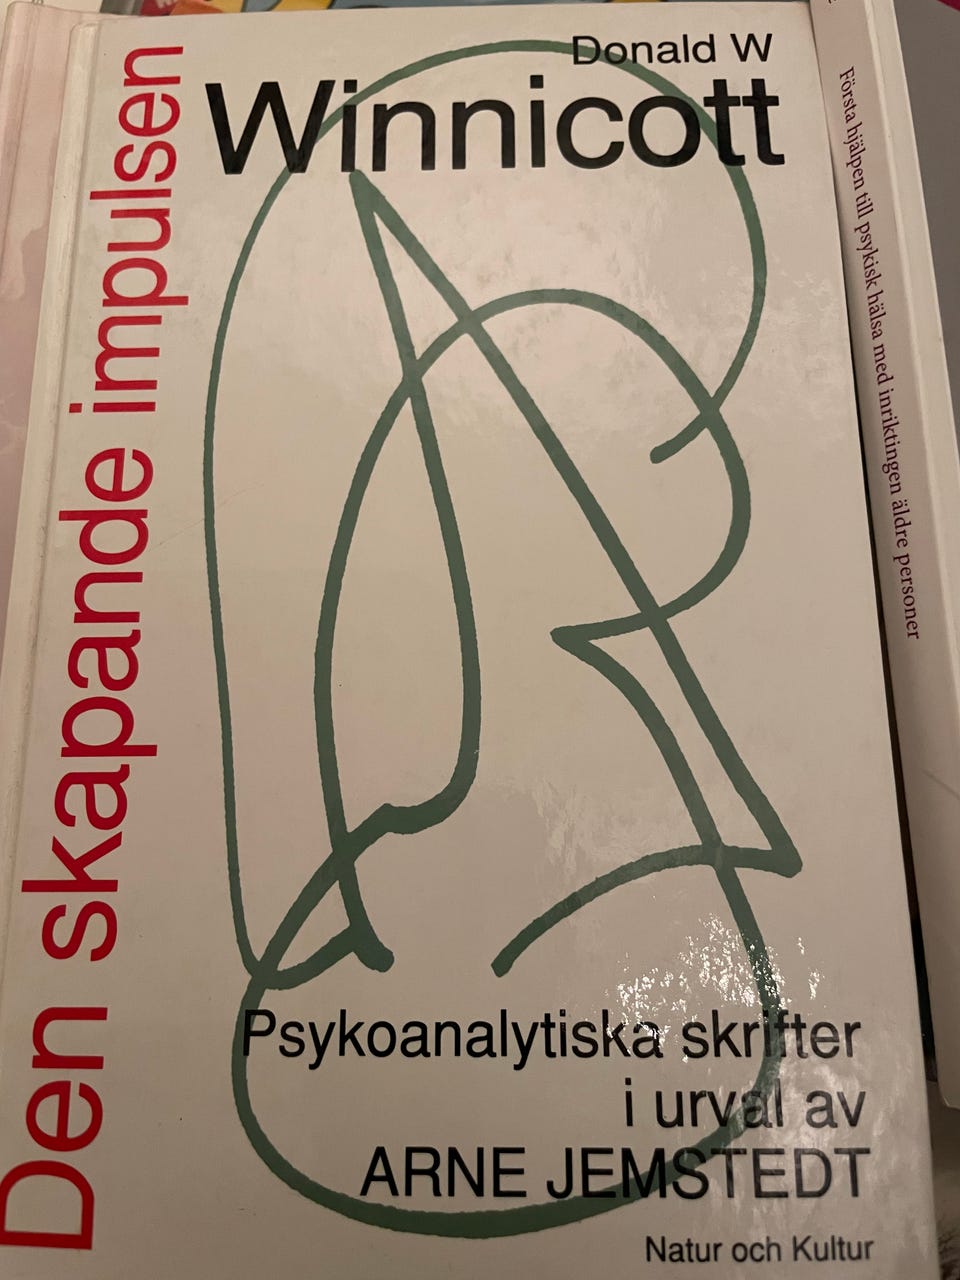 Donald W
Winnicott
Den skapande impulsen
Psykoanalytiska skrifter
i urval av
ARNE JEMSTEDT
Natur och Kultur
Första hjälpen till psykisk hälsa med inriktingen äldre personer